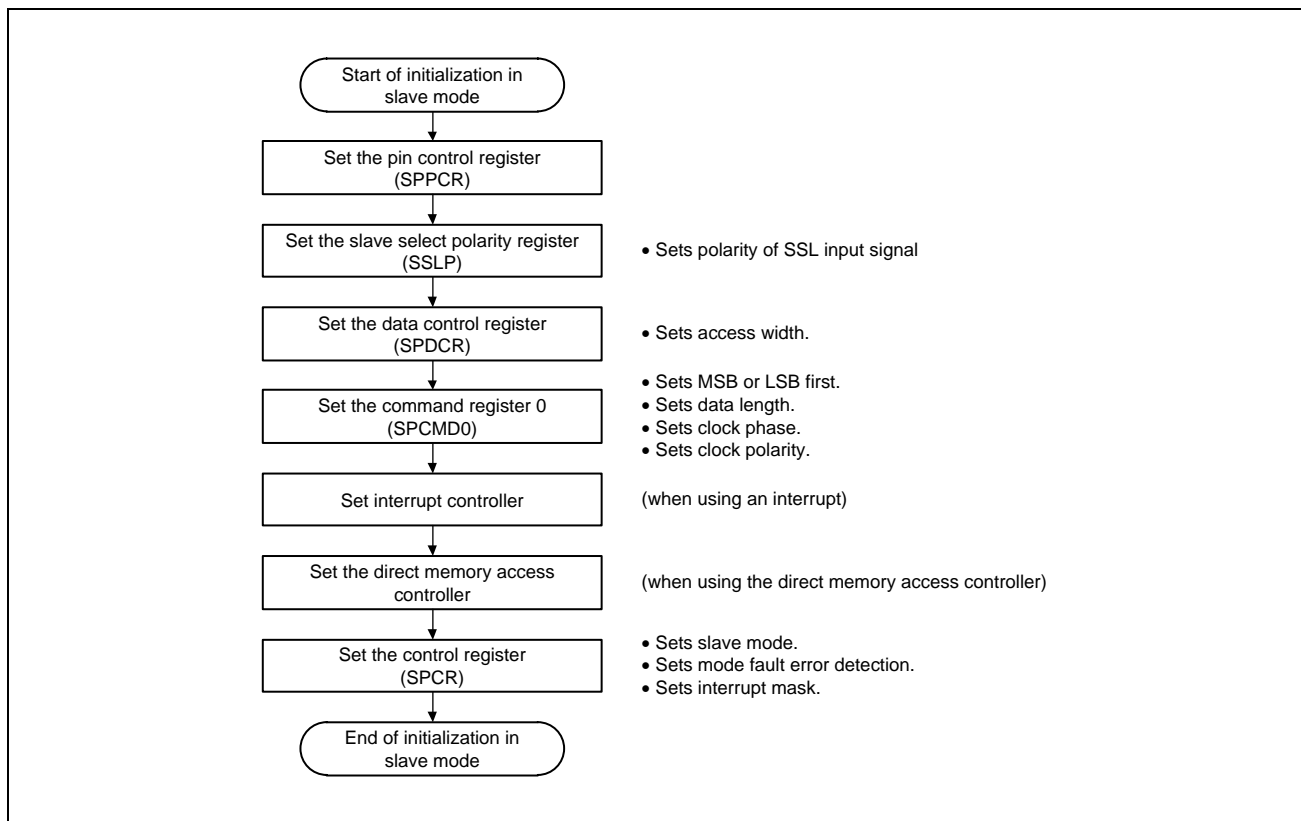 Start of initialization in
slave mode
Set the pin control register
(SPPCR)
Set the slave select polarity register
(SSLP)
• Sets polarity of SSL input signal
Set the data control register
(SPDCR)
• Sets access width.
Set the command register 0
(SPCMD0)
• Sets MSB or LSB first.
• Sets data length.
• Sets clock phase.
• Sets clock polarity.
Set interrupt controller
(when using an interrupt)
Set the direct memory access
controller
(when using the direct memory access controller)
Set the control register
(SPCR)
• Sets slave mode.
• Sets mode fault error detection.
• Sets interrupt mask.
End of initialization in
slave mode